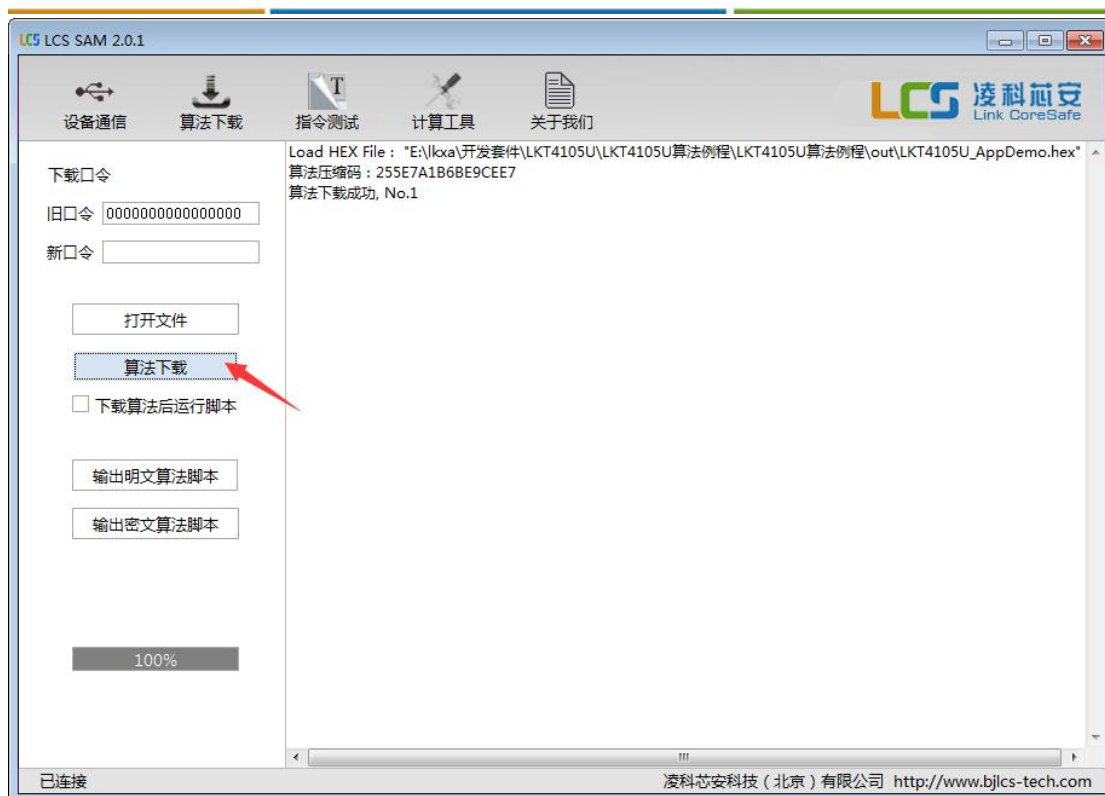 LCS LCS SAM 2.0.1
设备通信 算法下载 指令测试 计算工具 关于我们
LCS 凌科芯安
Link CoreSafe
下载口令
旧口令 0000000000000000
新口令
打开文件
算法下载
下载算法后运行脚本
输出明文算法脚本
输出密文算法脚本
100%
Load HEX File : "E:\lkxa\开发套件\LKT4105U\LKT4105U算法例程\LKT4105U算法例程\out\LKT4105U_AppDemo.hex"
算法压缩码 : 255E7A1B6BE9CEE7
算法下载成功, No.1
已连接
凌科芯安科技 ( 北京 ) 有限公司 http://www.bjlcs-tech.com